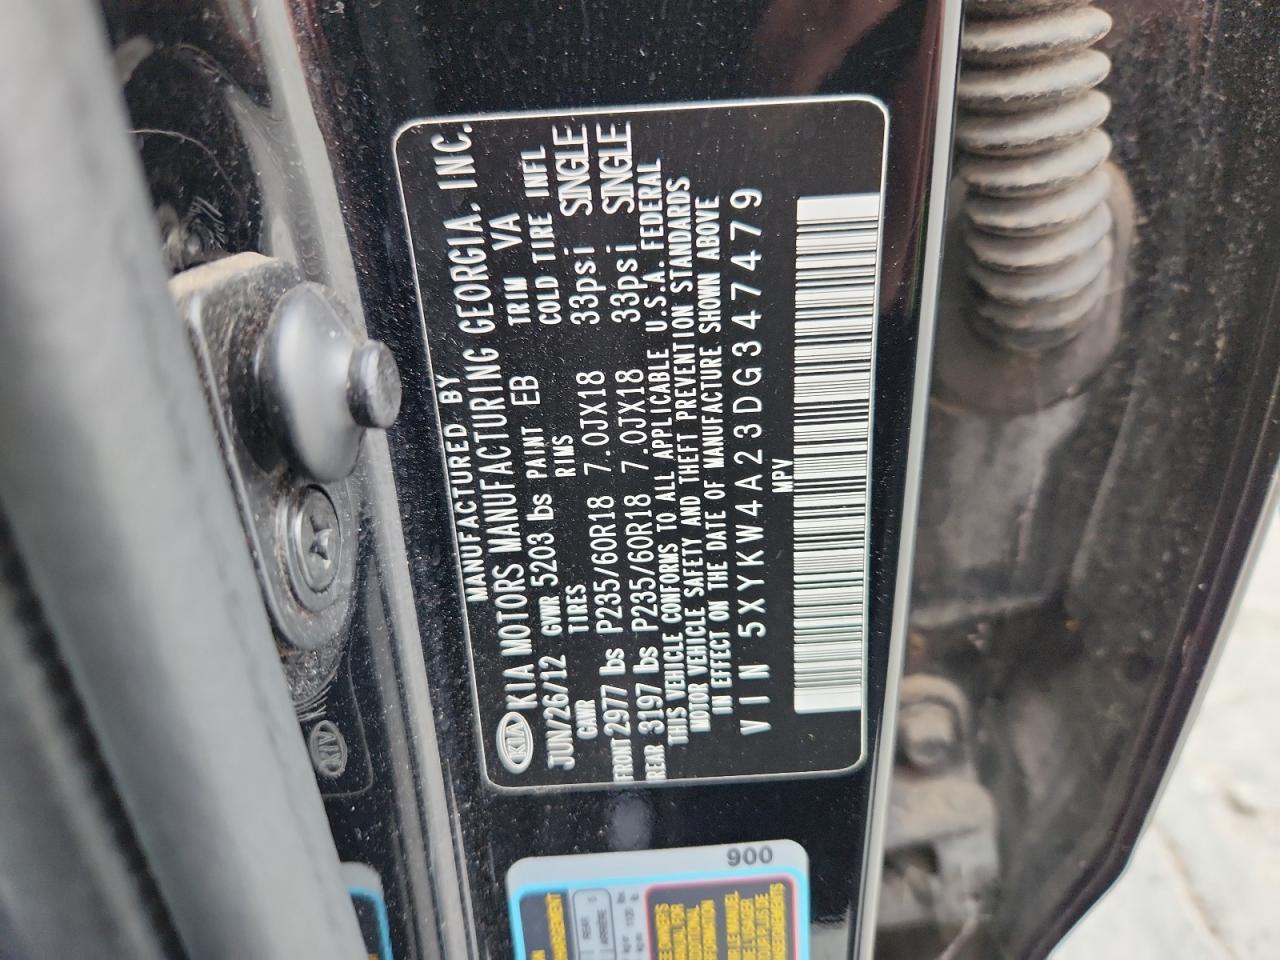 MANUFACTURED BY
KIA KIA MOTORS MANUFACTURING GEORGIA, INC.
JUN/26/12 GVWR 5203 lbs PAINT EB TRIM VA
GAWR TIRES RIMS COLD TIRE INFL
FRONT 2977 lbs P235/60R18 7.0JX18 33psi SINGLE
REAR 3197 lbs P235/60R18 7.0JX18 33psi SINGLE
THIS VEHICLE CONFORMS TO ALL APPLICABLE U.S.A. FEDERAL
MOTOR VEHICLE SAFETY AND THEFT PREVENTION STANDARDS
IN EFFECT ON THE DATE OF MANUFACTURE SHOWN ABOVE
VIN 5XYKW4A23DG347479
MPV
900
REAR
ARRIÈRE